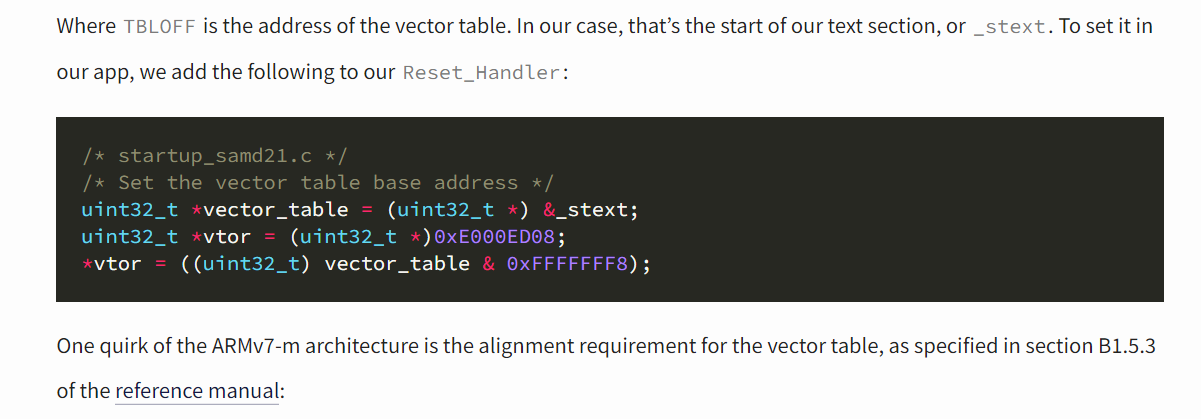 Where TBLOFF is the address of the vector table. In our case, that’s the start of our text section, or _stext. To set it in
our app, we add the following to our Reset_Handler:
/* startup_samd21.c */
/* Set the vector table base address */
uint32_t *vector_table = (uint32_t *) &_stext;
uint32_t *vtor = (uint32_t *)0xE000ED08;
*vtor = ((uint32_t) vector_table & 0xFFFFFFF8);
One quirk of the ARMv7-m architecture is the alignment requirement for the vector table, as specified in section B1.5.3
of the reference manual: